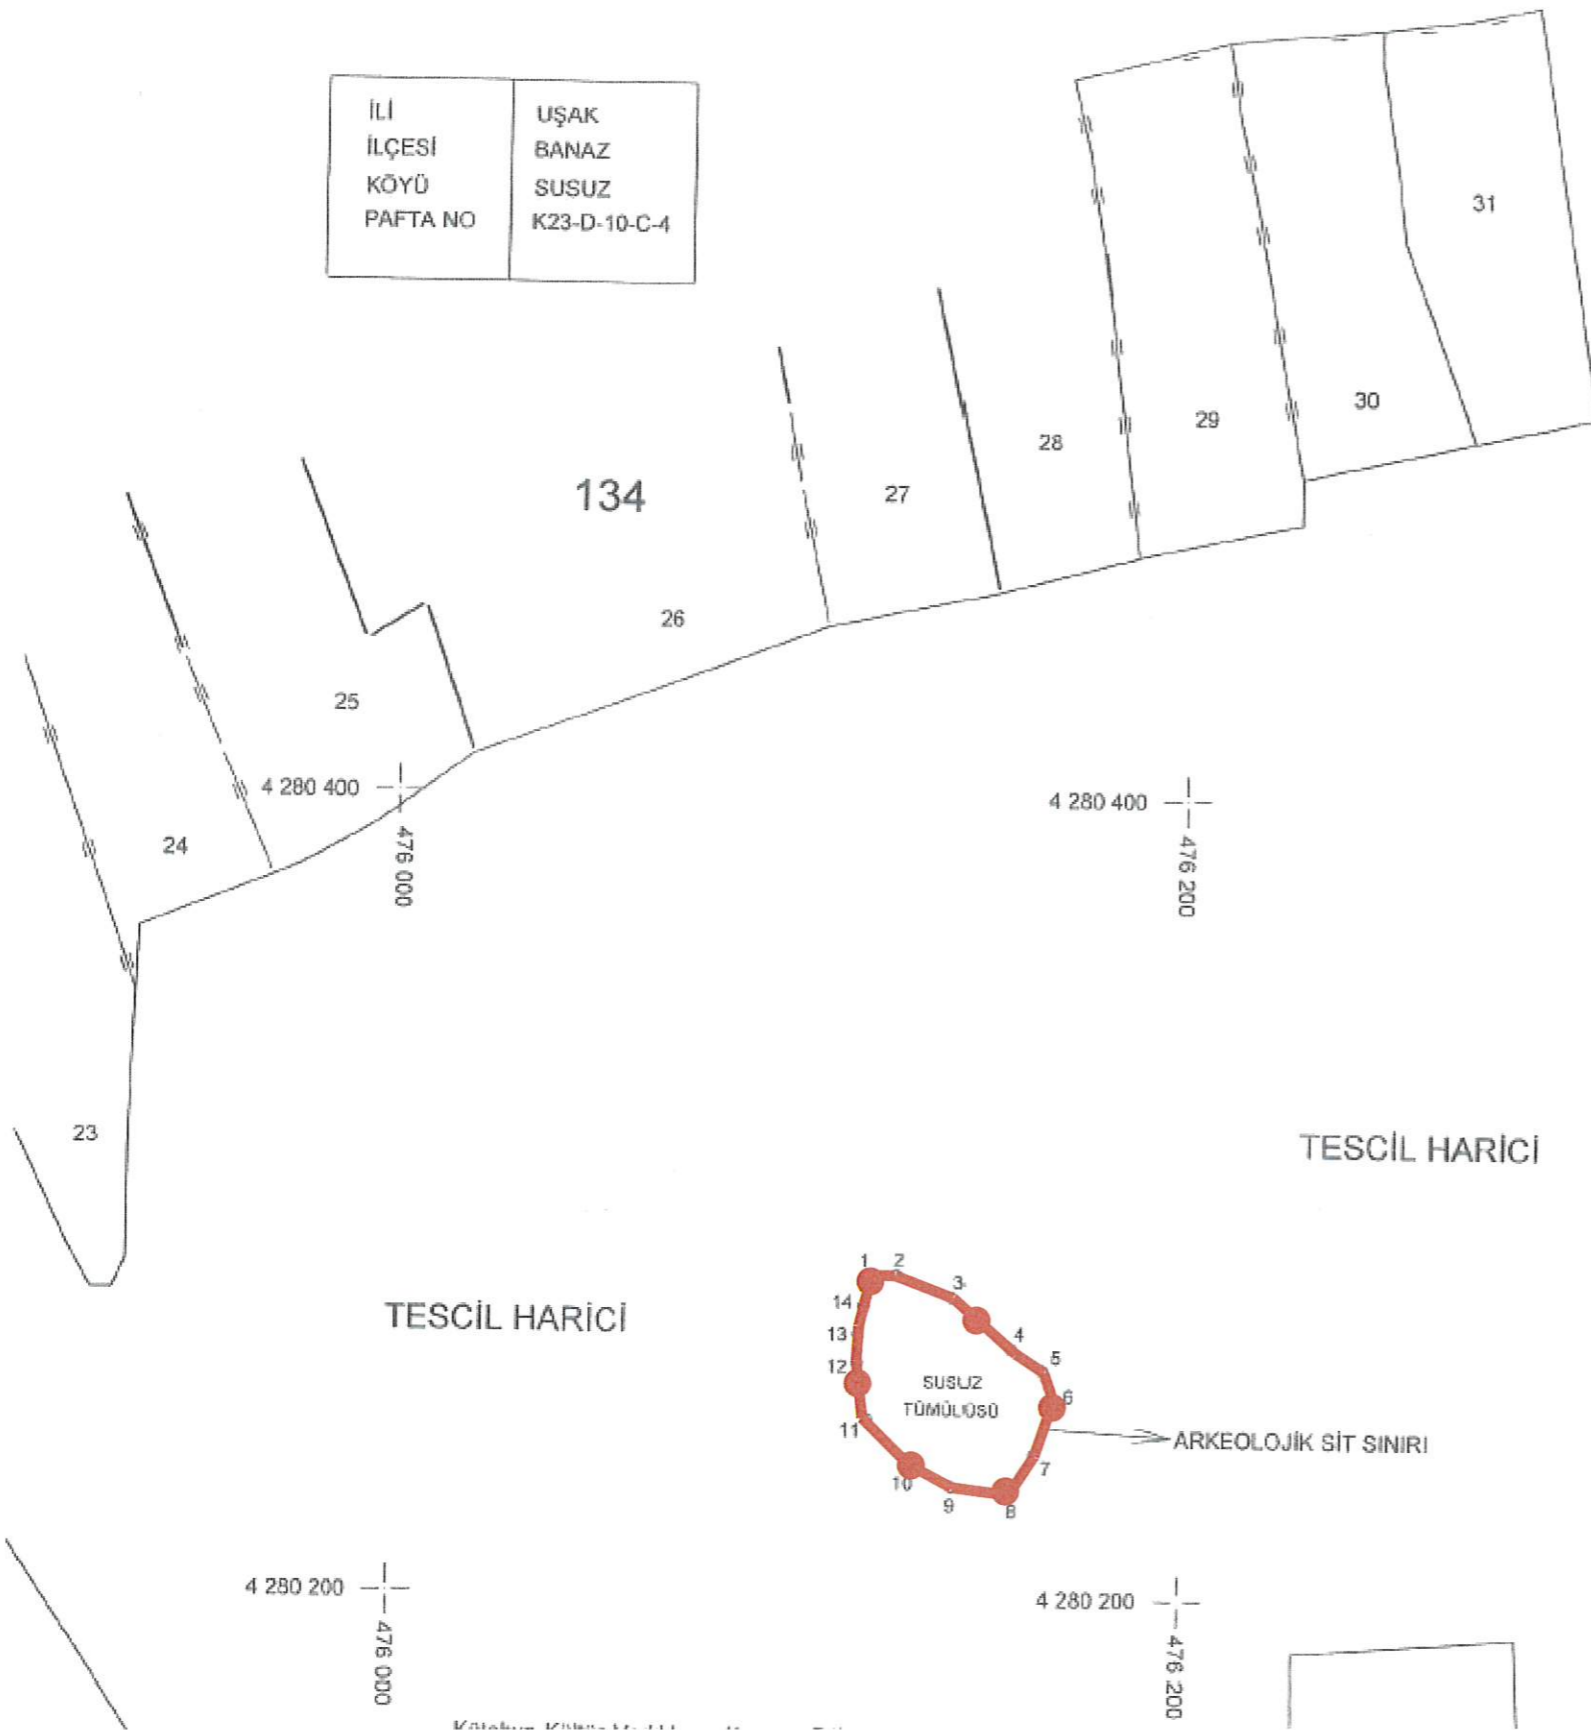 İLİ UŞAK
İLÇESİ BANAZ
KÖYÜ SUSUZ
PAFTA NO K23-D-10-C-4
31
30
29
28
27
134
26
25
24
23
4 280 400
476 000
4 280 400
476 200
TESCİL HARİCİ
TESCİL HARİCİ
1
2
3
14
4
13
5
12
6
SUSUZ
TÜMÜLÜSÜ
11
ARKEOLOJİK SİT SINIRI
7
10
9
8
4 280 200
476 000
4 280 200
476 200